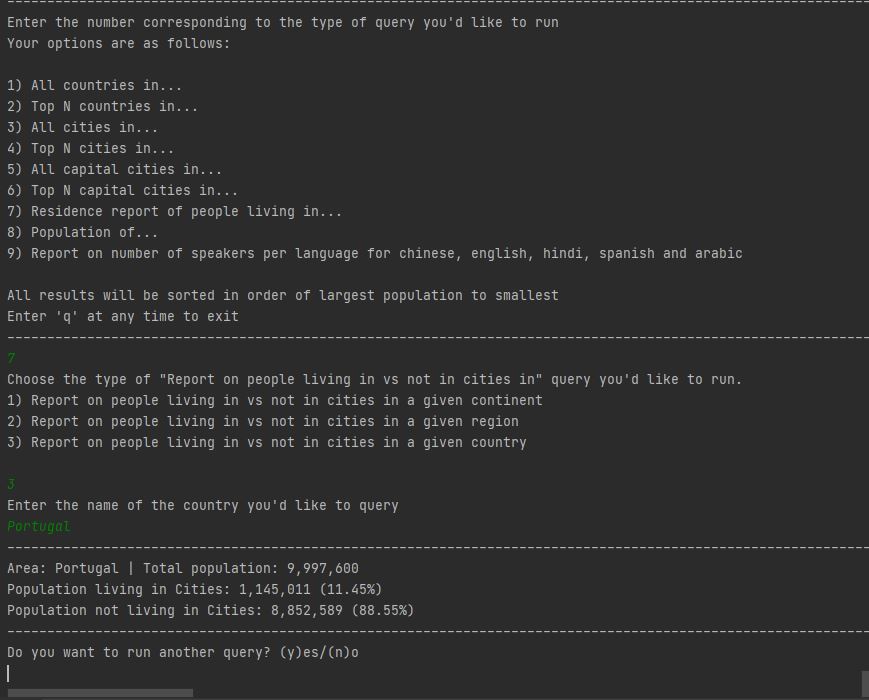 Enter the number corresponding to the type of query you'd like to run
Your options are as follows:
1) All countries in...
2) Top N countries in...
3) All cities in...
4) Top N cities in...
5) All capital cities in...
6) Top N capital cities in...
7) Residence report of people living in...
8) Population of...
9) Report on number of speakers per language for chinese, english, hindi, spanish and arabic
All results will be sorted in order of largest population to smallest
Enter 'q' at any time to exit
7
Choose the type of "Report on people living in vs not in cities in" query you'd like to run.
1) Report on people living in vs not in cities in a given continent
2) Report on people living in vs not in cities in a given region
3) Report on people living in vs not in cities in a given country
3
Enter the name of the country you'd like to query
Portugal
Area: Portugal | Total population: 9,997,600
Population living in Cities: 1,145,011 (11.45%)
Population not living in Cities: 8,852,589 (88.55%)
Do you want to run another query? (y)es/(n)o